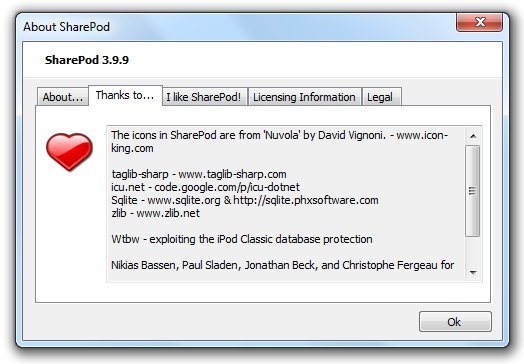 About SharePod
SharePod 3.9.9
About... Thanks to... I like SharePod! Licensing Information Legal
The icons in SharePod are from 'Nuvola' by David Vignoni. - www.icon-
king.com
taglib-sharp - www.taglib-sharp.com
icu.net - code.google.com/p/icu-dotnet
Sqlite - www.sqlite.org & http://sqlite.phxsoftware.com
zlib - www.zlib.net
Wtbw - exploiting the iPod Classic database protection
Nikias Bassen, Paul Sladen, Jonathan Beck, and Christophe Fergeau for
Ok